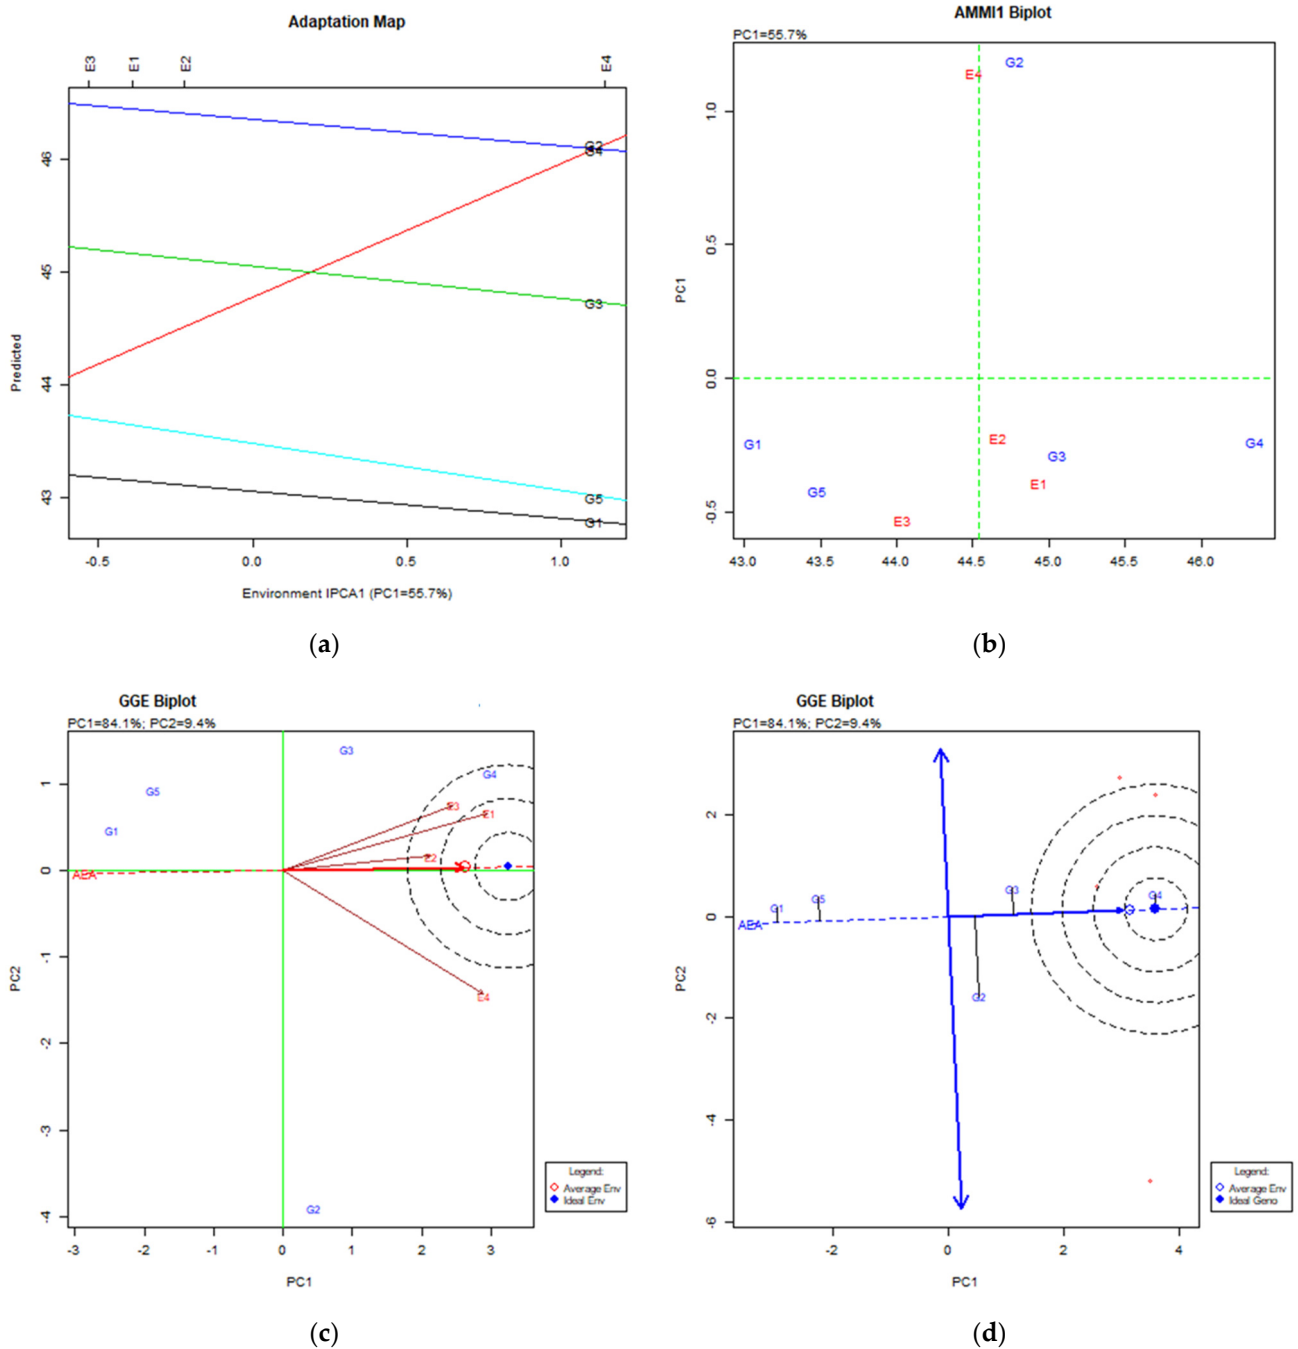 Adaptation Map
E3 E1 E2 E4
46
45
44
43
Predicted
G2
G4
G3
G5
G1
-0.5 0.0 0.5 1.0
Environment IPCA1 (PC1=55.7%)
(a)
AMMI1 Biplot
PC1=55.7%
1.0
0.5
0.0
-0.5
PC1
G2
E4
E2
G1
G3
G4
E1
G5
E3
43.0 43.5 44.0 44.5 45.0 45.5 46.0
(b)
GGE Biplot
PC1=84.1%; PC2=9.4%
1
0
-1
-2
-3
-4
PC2
G3
G4
G5
E3
E1
G1
E2
AEA
E4
G2
-3 -2 -1 0 1 2 3
PC1
Legend:
Average Env
Ideal Env
(c)
GGE Biplot
PC1=84.1%; PC2=9.4%
2
0
-2
-4
-6
PC2
G3
G4
G5
G1
AEA
G2
-2 0 2 4
PC1
Legend:
Average Env
Ideal Geno
(d)